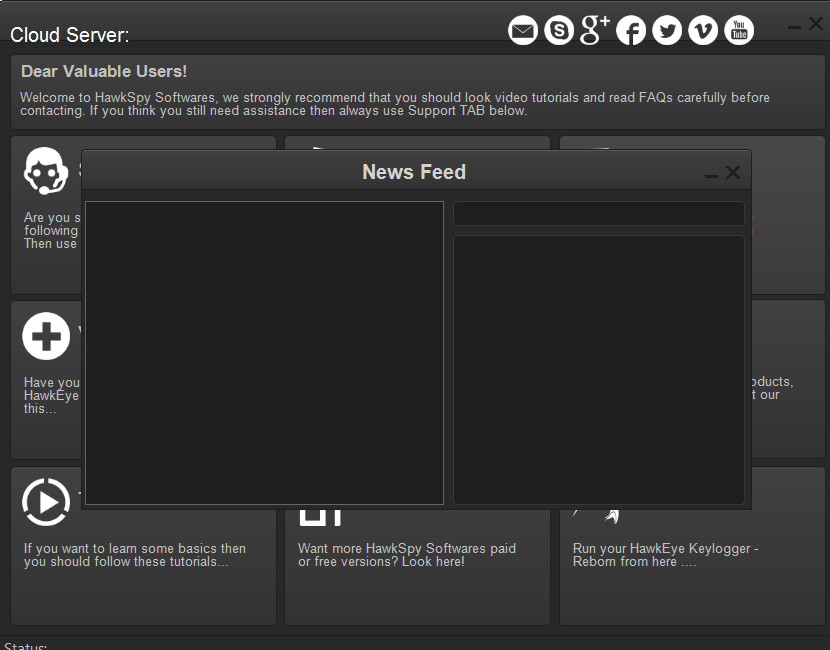 Cloud Server:
You
Tube
Dear Valuable Users!
Welcome to HawkSpy Softwares, we strongly recommend that you should look video tutorials and read FAQs carefully before
contacting. If you think you still need assistance then always use Support TAB below.
News Feed
Are you
following
Then use
Have you
HawkEye
this...
oducts,
our
If you want to learn some basics then
you should follow these tutorials...
Want more HawkSpy Softwares paid
or free versions? Look here!
Run your HawkEye Keylogger -
Reborn from here ....
Status: